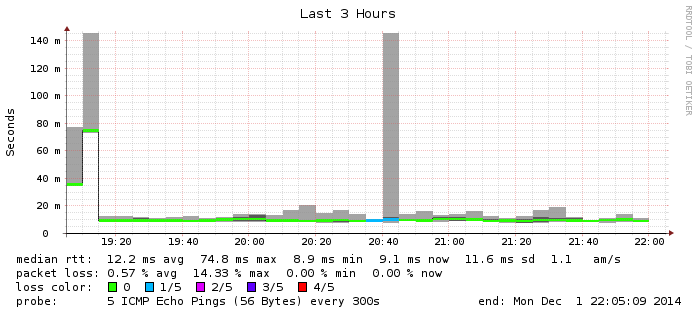 Last 3 Hours
RRDTOOL / TOBI OETIKER
Seconds
140 m
120 m
100 m
80 m
60 m
40 m
20 m
0
19:20 19:40 20:00 20:20 20:40 21:00 21:20 21:40 22:00
median rtt: 12.2 ms avg 74.8 ms max 8.9 ms min 9.1 ms now 11.6 ms sd 1.1 am/s
packet loss: 0.57 % avg 14.33 % max 0.00 % min 0.00 % now
loss color: 0 1/5 2/5 3/5 4/5
probe: 5 ICMP Echo Pings (56 Bytes) every 300s end: Mon Dec 1 22:05:09 2014